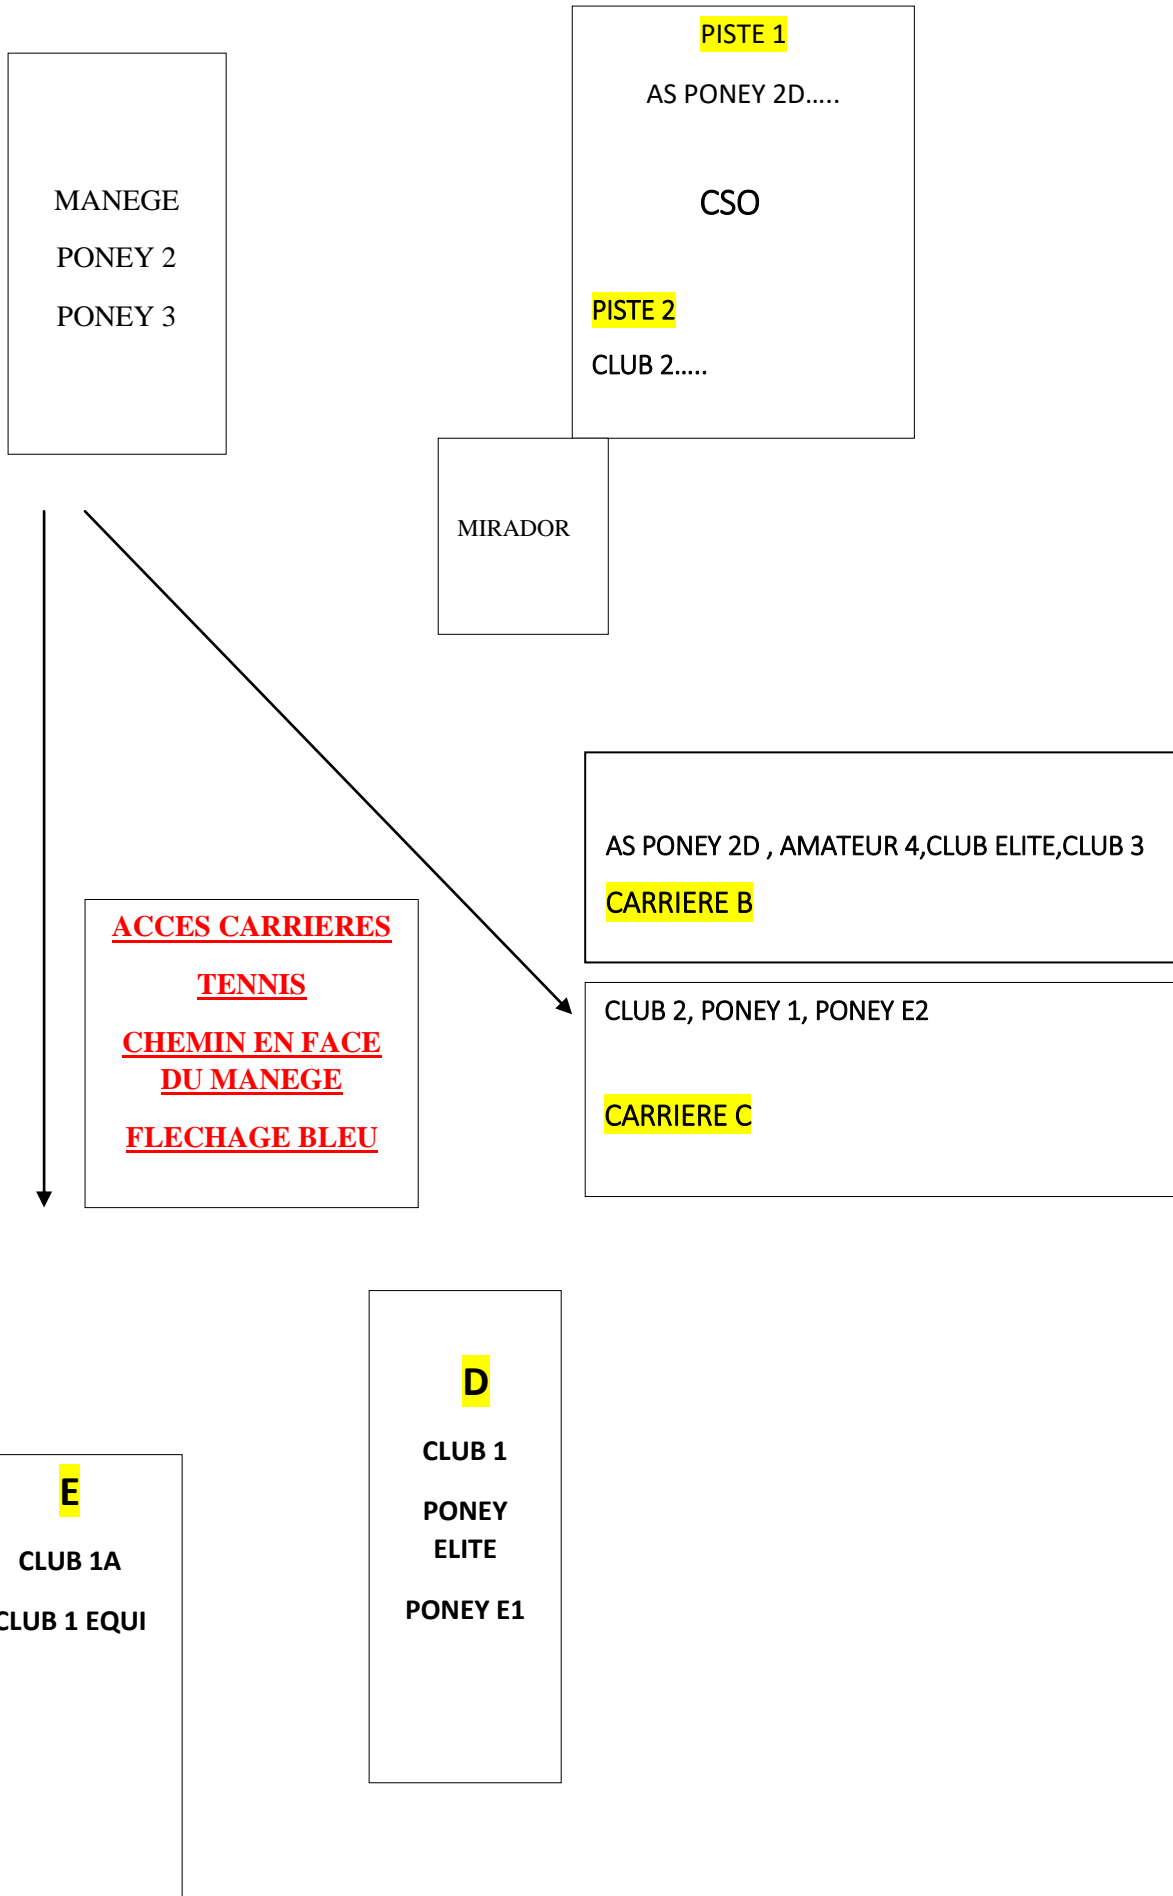 PISTE 1
AS PONEY 2D.....
CSO
PISTE 2
CLUB 2.....
MANEGE
PONEY 2
PONEY 3
MIRADOR
AS PONEY 2D , AMATEUR 4,CLUB ELITE,CLUB 3
CARRIERE B
ACCES CARRIERES
TENNIS
CHEMIN EN FACE
DU MANEGE
FLECHAGE BLEU
CLUB 2, PONEY 1, PONEY E2
CARRIERE C
D
CLUB 1
PONEY
ELITE
PONEY E1
E
CLUB 1A
CLUB 1 EQUI